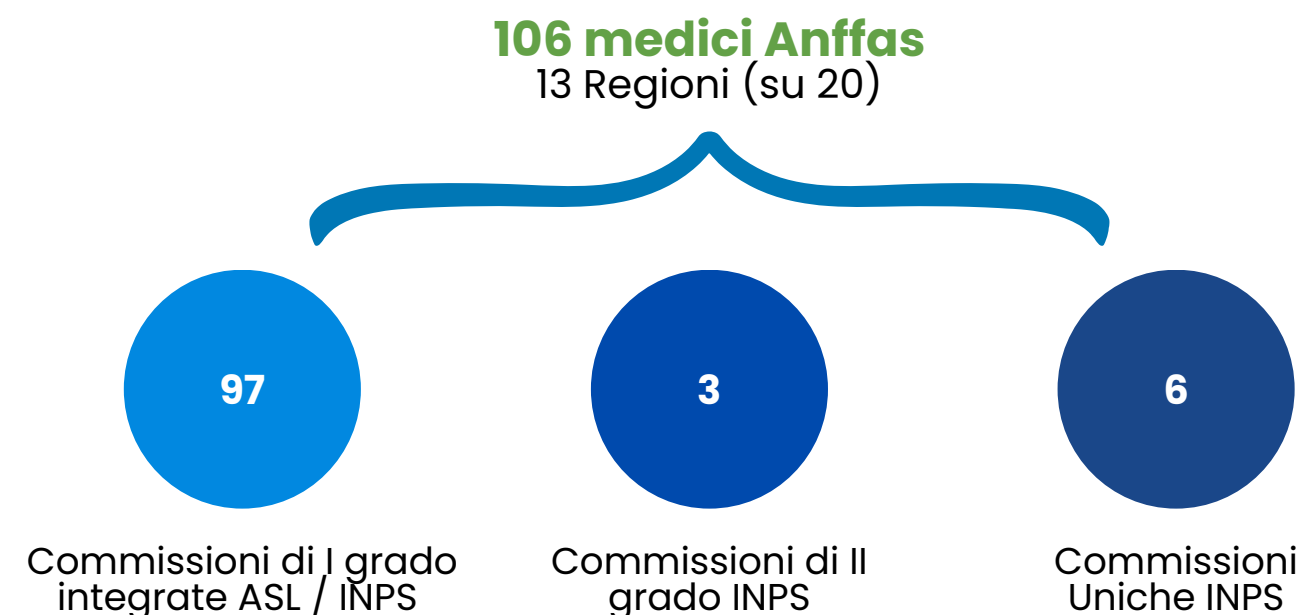 106 medici Anffas
13 Regioni (su 20)
97
3
6
Commissioni di I grado
integrate ASL / INPS
Commissioni di II
grado INPS
Commissioni
Uniche INPS